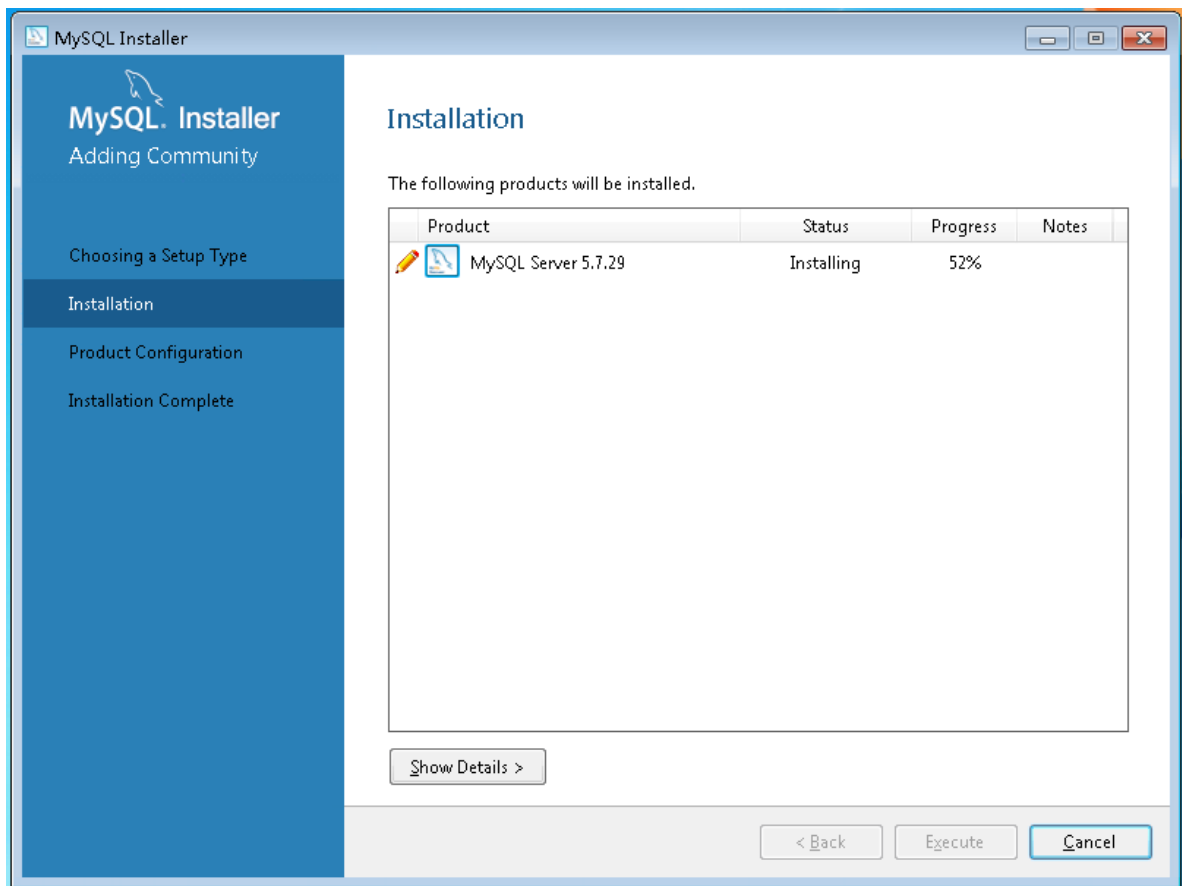 MySQL Installer
MySQL. Installer
Adding Community
Choosing a Setup Type
Installation
Product Configuration
Installation Complete
Installation
The following products will be installed.
Product Status Progress Notes
MySQL Server 5.7.29 Installing 52%
Show Details >
< Back Execute Cancel